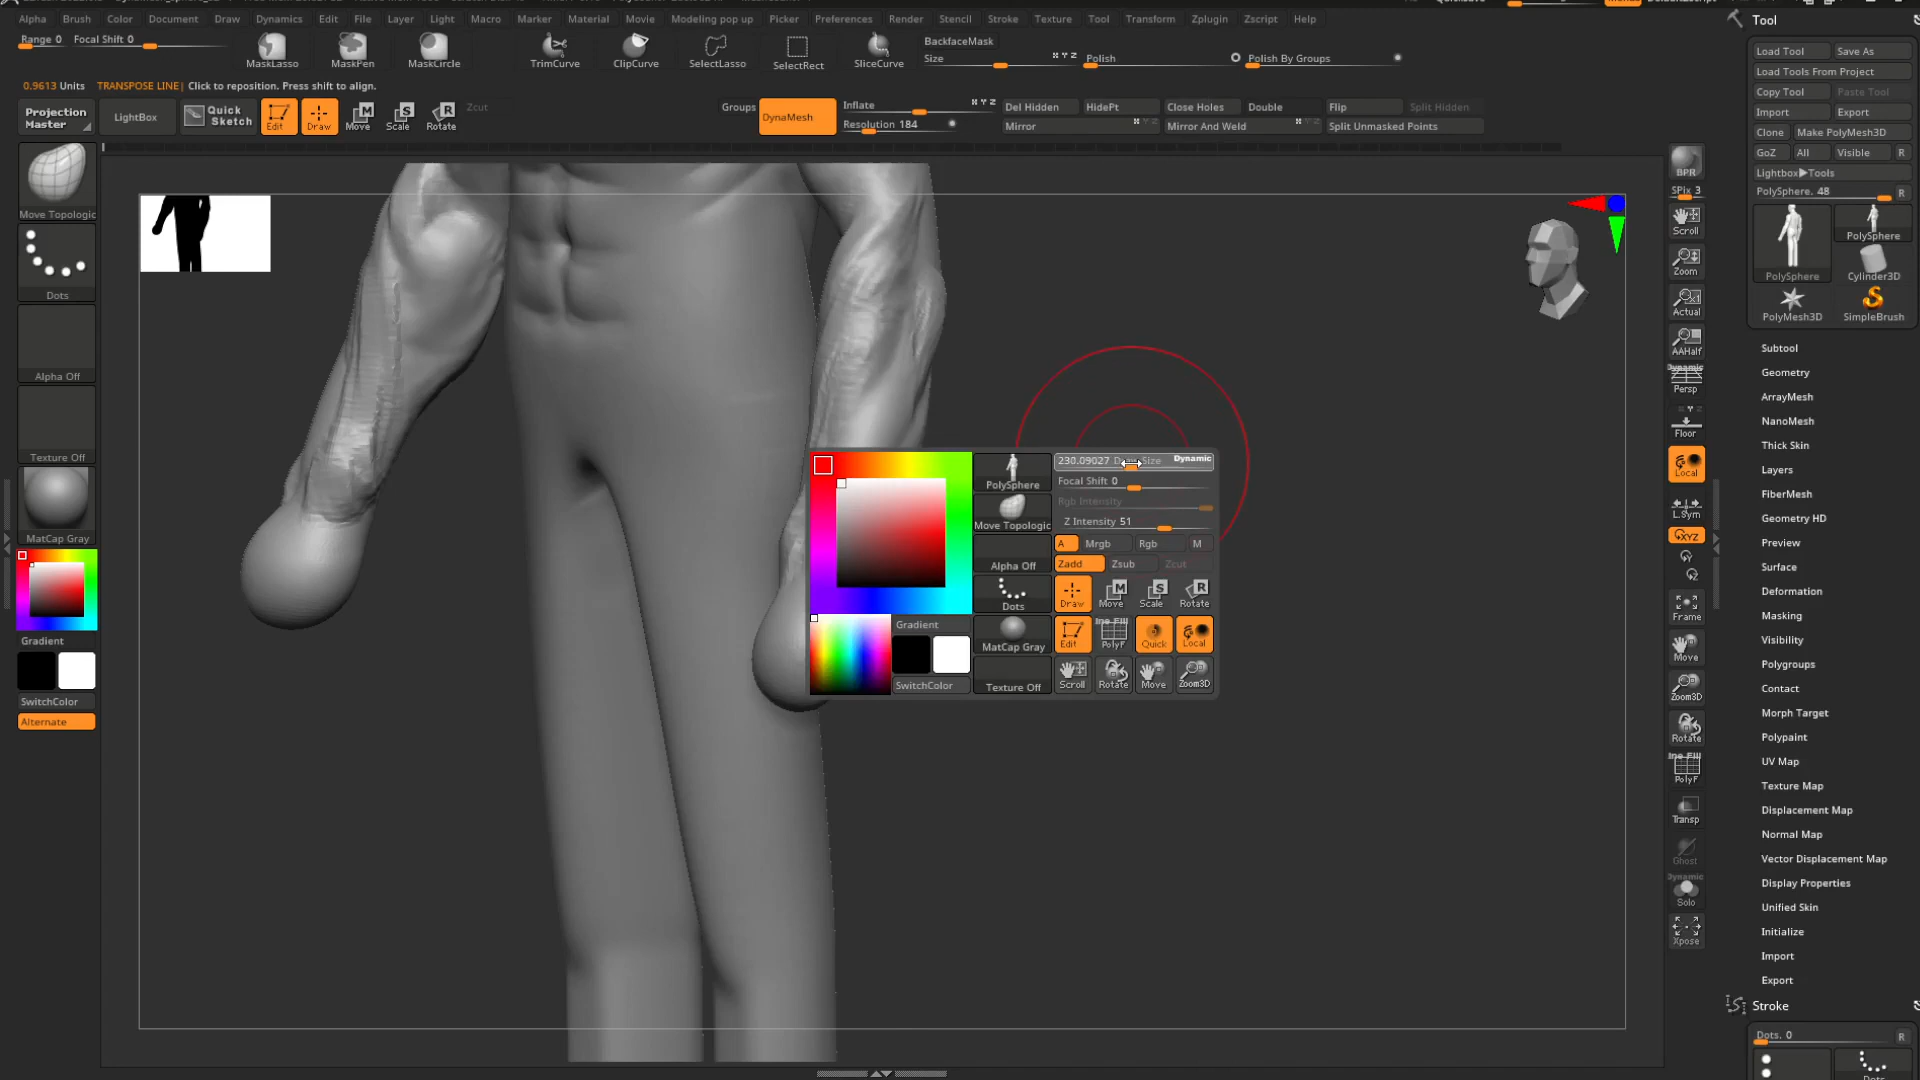 Alpha Brush Color Document Draw Dynamics Edit File Layer Light Macro Marker Material Movie Modeling pop up Picker Preferences Render Stencil Stroke Texture Tool Transform Zplugin Zscript Help
Range 0 Focal Shift 0
MaskLasso MaskPen MaskCircle TrimCurve ClipCurve SelectLasso SelectRect SliceCurve
BackfaceMask
Size X Y Z Polish Polish By Groups
0.9613 Units TRANSPOSE LINE| Click to reposition. Press shift to align.
Projection Master
LightBox
Quick Sketch
Edit Draw Move Scale Rotate
Zcut
Groups DynaMesh Inflate X Y Z
Resolution 184
Del Hidden HidePt Close Holes Double Flip Split Hidden
Mirror Mirror And Weld Split Unmasked Points
Move Topologic
Dots
Alpha Off
Texture Off
MatCap Gray
Gradient
SwitchColor
Alternate
PolySphere
Move Topologic
Alpha Off
Dots
MatCap Gray
Texture Off
Gradient
SwitchColor
230.09027 Draw Size Dynamic
Focal Shift 0
Rgb Intensity
Z Intensity 51
A Mrgb Rgb M
Zadd Zsub Zcut
Draw Move Scale Rotate
Edit Line Fill PolyF Quick Local
Scroll Rotate Move Zoom3D
BPR
SPix 3
Scroll
Zoom
Actual
AAHalf
Dynamic
Persp
Floor
Local
L.Sym
XYZ
Y
Z
Frame
Move
Zoom3D
Rotate
Line Fill
PolyF
Transp
Ghost
Dynamic
Solo
Xpose
Tool
Load Tool Save As
Load Tools From Project
Copy Tool Paste Tool
Import Export
Clone Make PolyMesh3D
GoZ All Visible R
Lightbox▶Tools
PolySphere. 48 R
PolySphere
PolySphere
Cylinder3D
PolyMesh3D SimpleBrush
Subtool
Geometry
ArrayMesh
NanoMesh
Thick Skin
Layers
FiberMesh
Geometry HD
Preview
Surface
Deformation
Masking
Visibility
Polygroups
Contact
Morph Target
Polypaint
UV Map
Texture Map
Displacement Map
Normal Map
Vector Displacement Map
Display Properties
Unified Skin
Initialize
Import
Export
Stroke
Dots. 0 R